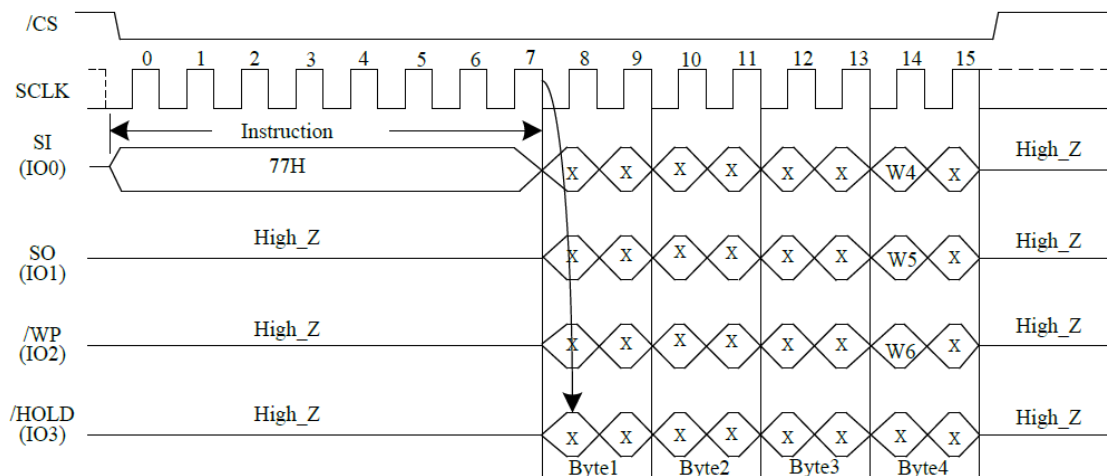 /CS
0 1 2 3 4 5 6 7 8 9 10 11 12 13 14 15
SCLK
Instruction
SI
(IO0)
77H
X X X X X X W4 X
High_Z
SO
(IO1)
High_Z
X X X X X X W5 X
High_Z
/WP
(IO2)
High_Z
X X X X X X W6 X
High_Z
/HOLD
(IO3)
High_Z
X X X X X X X X
High_Z
Byte1 Byte2 Byte3 Byte4